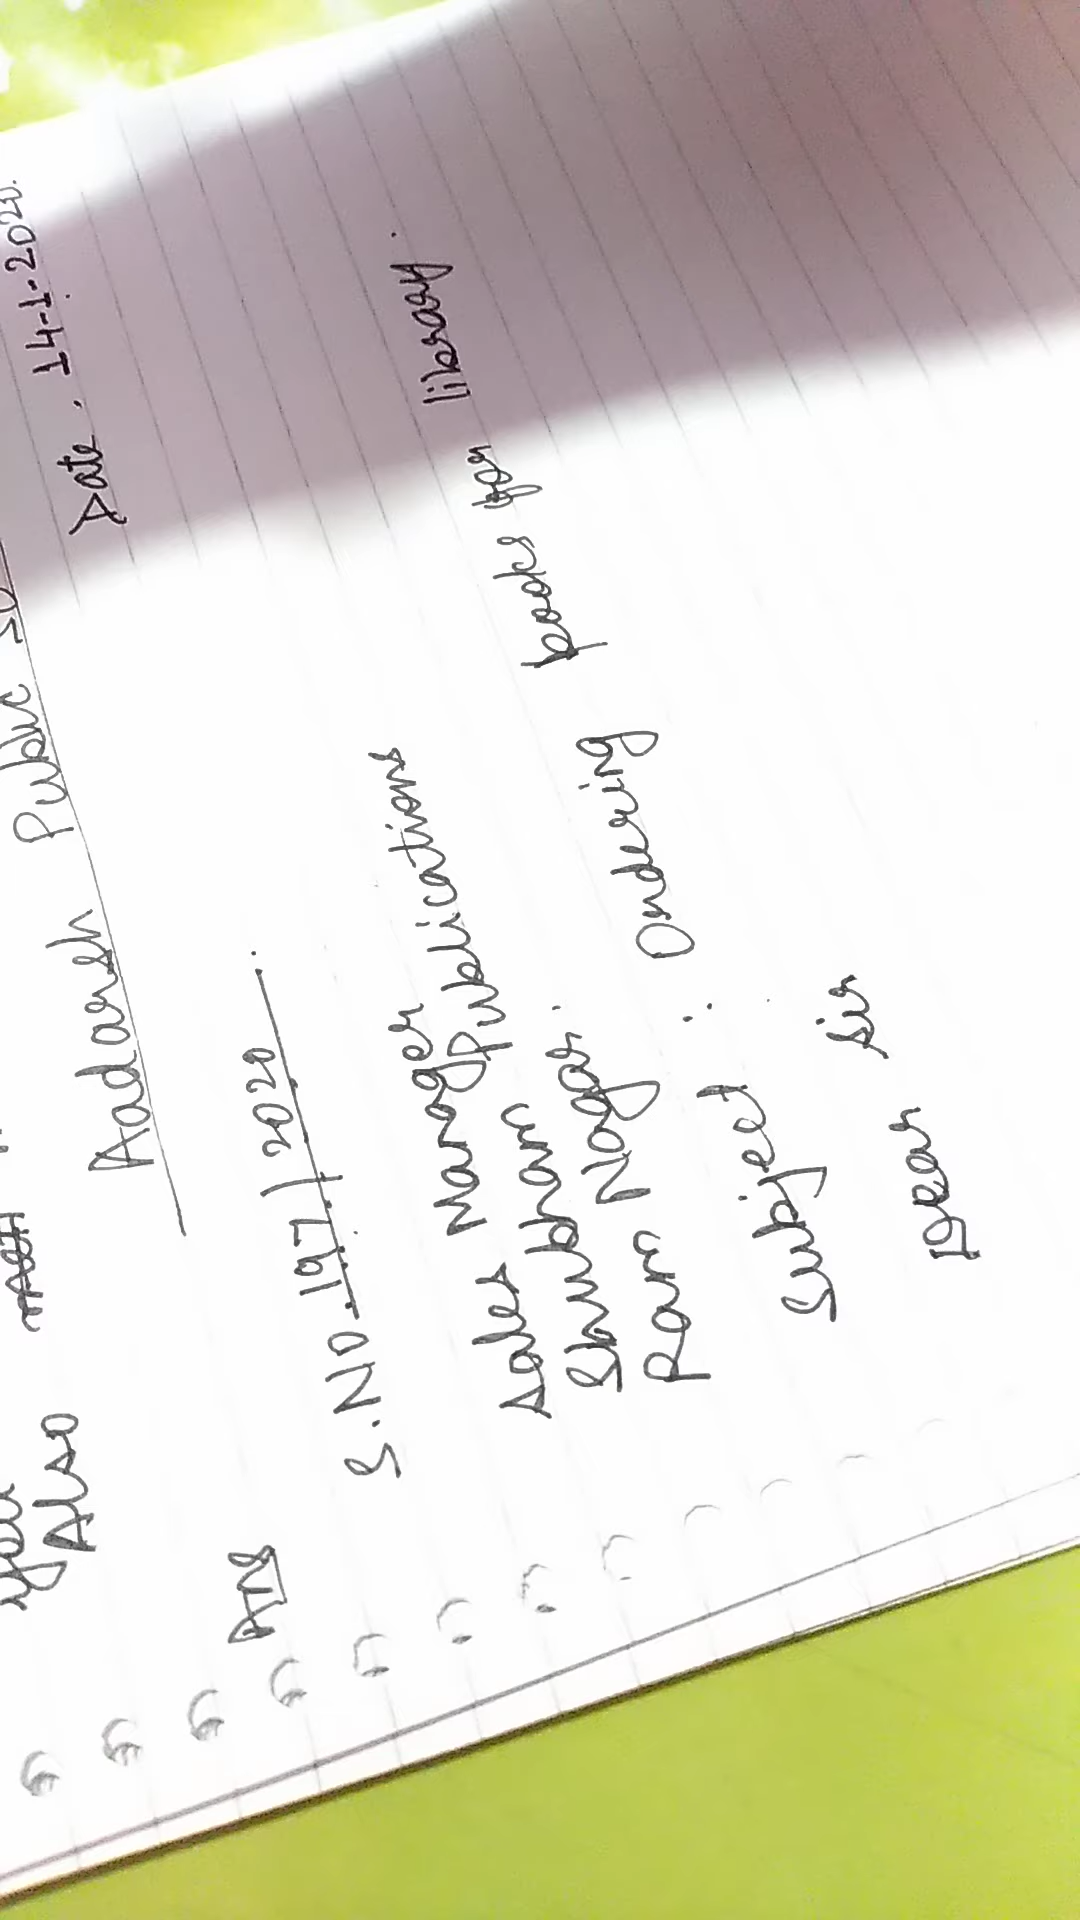 Also
Aadarsh Public
Ans
Date. 14-1-2020.
S.NO-197/2020.
Sales Manager
Shubham Publications
Ram Nagar.
Subject : Ordering books for library.
Dear Sir